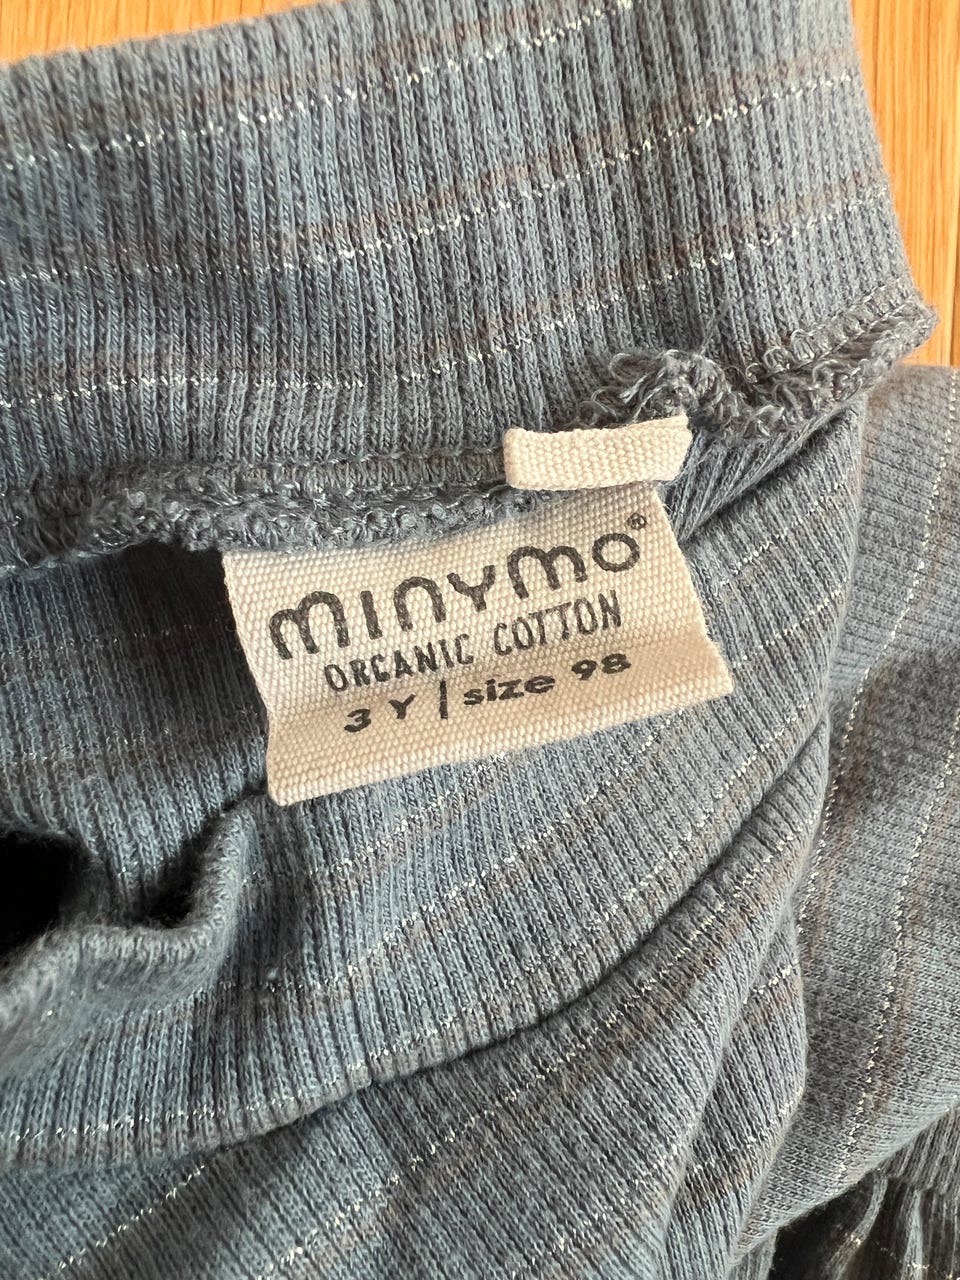 minymo®
ORGANIC COTTON
3 Y | size 98